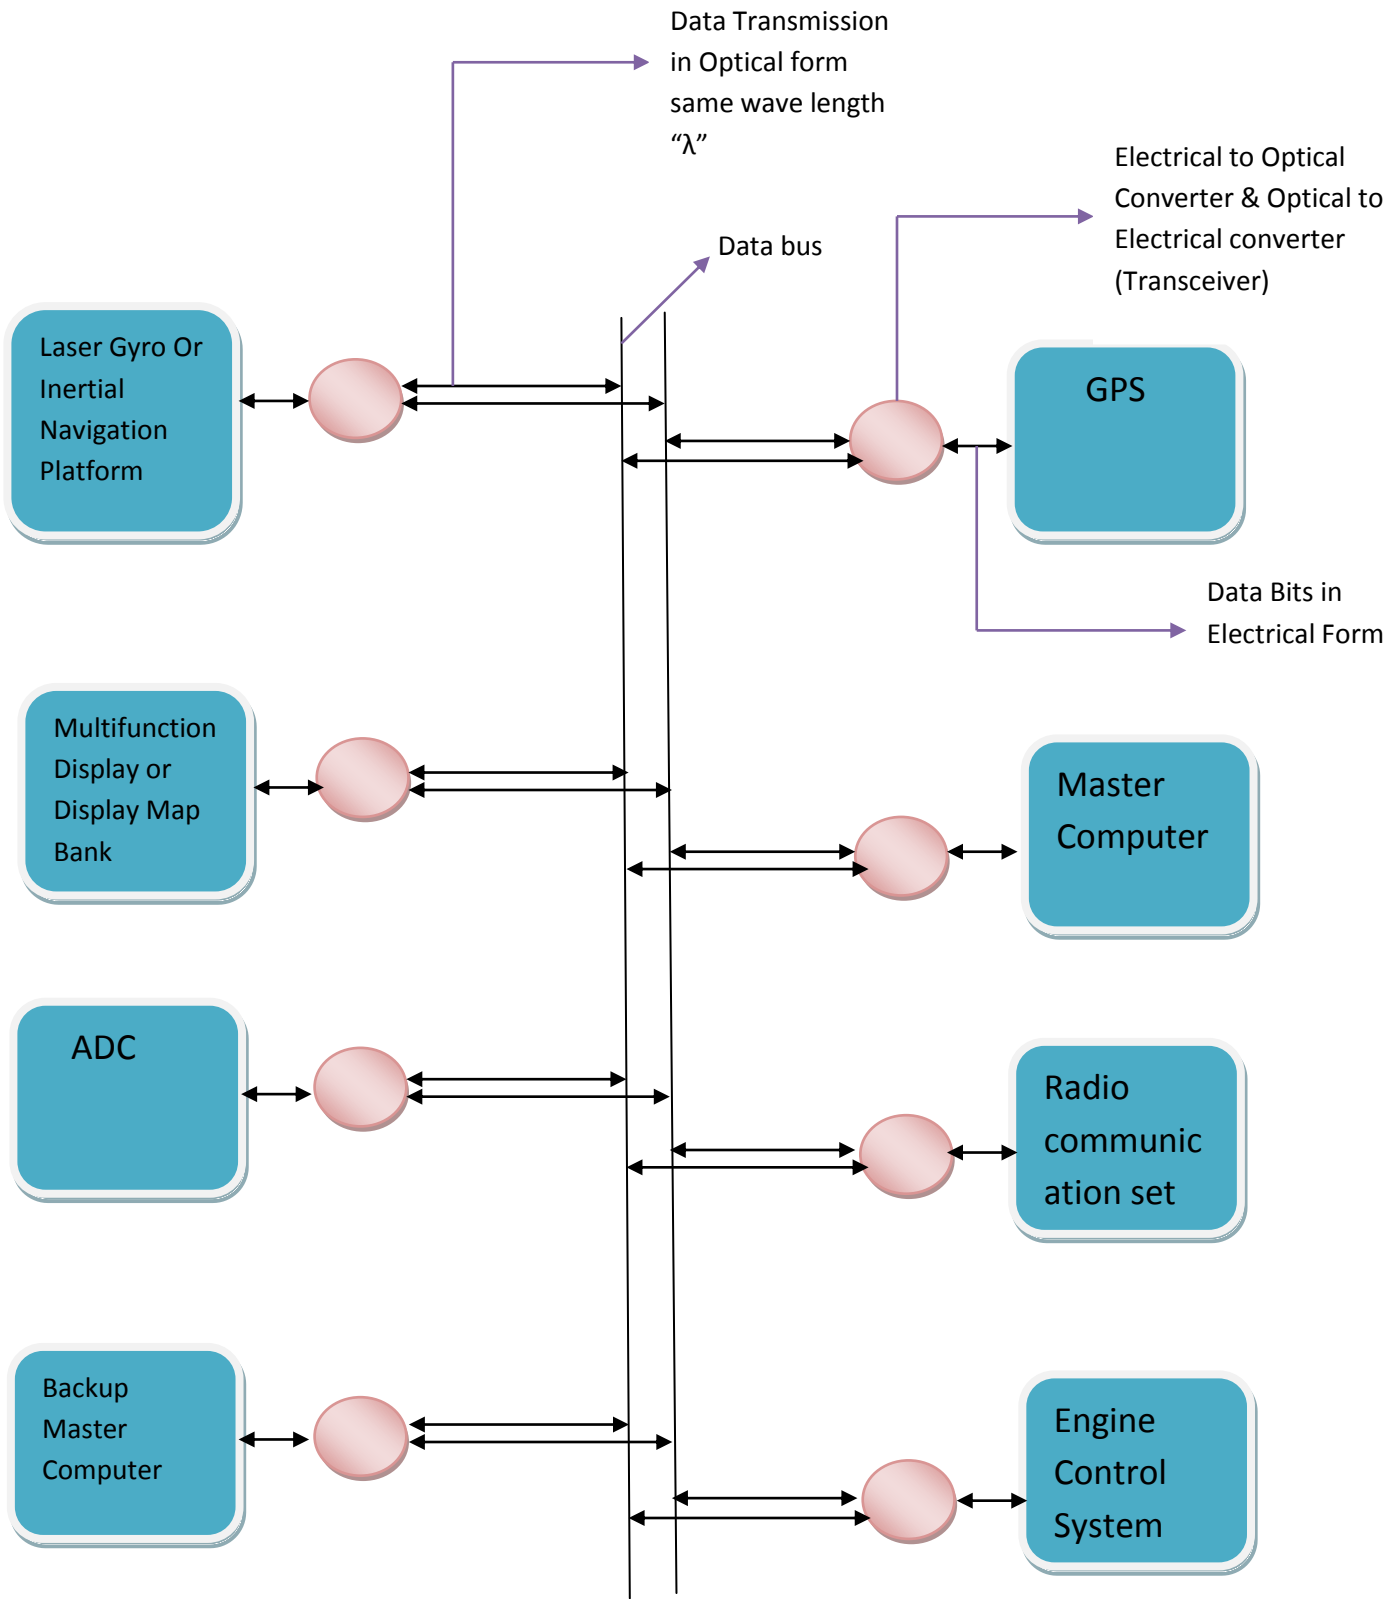 Data Transmission
in Optical form
same wave length
“λ”
Electrical to Optical
Converter & Optical to
Electrical converter
(Transceiver)
Data bus
Laser Gyro Or
Inertial
Navigation
Platform
GPS
Data Bits in
Electrical Form
Multifunction
Display or
Display Map
Bank
Master
Computer
ADC
Radio
communic
ation set
Backup
Master
Computer
Engine
Control
System